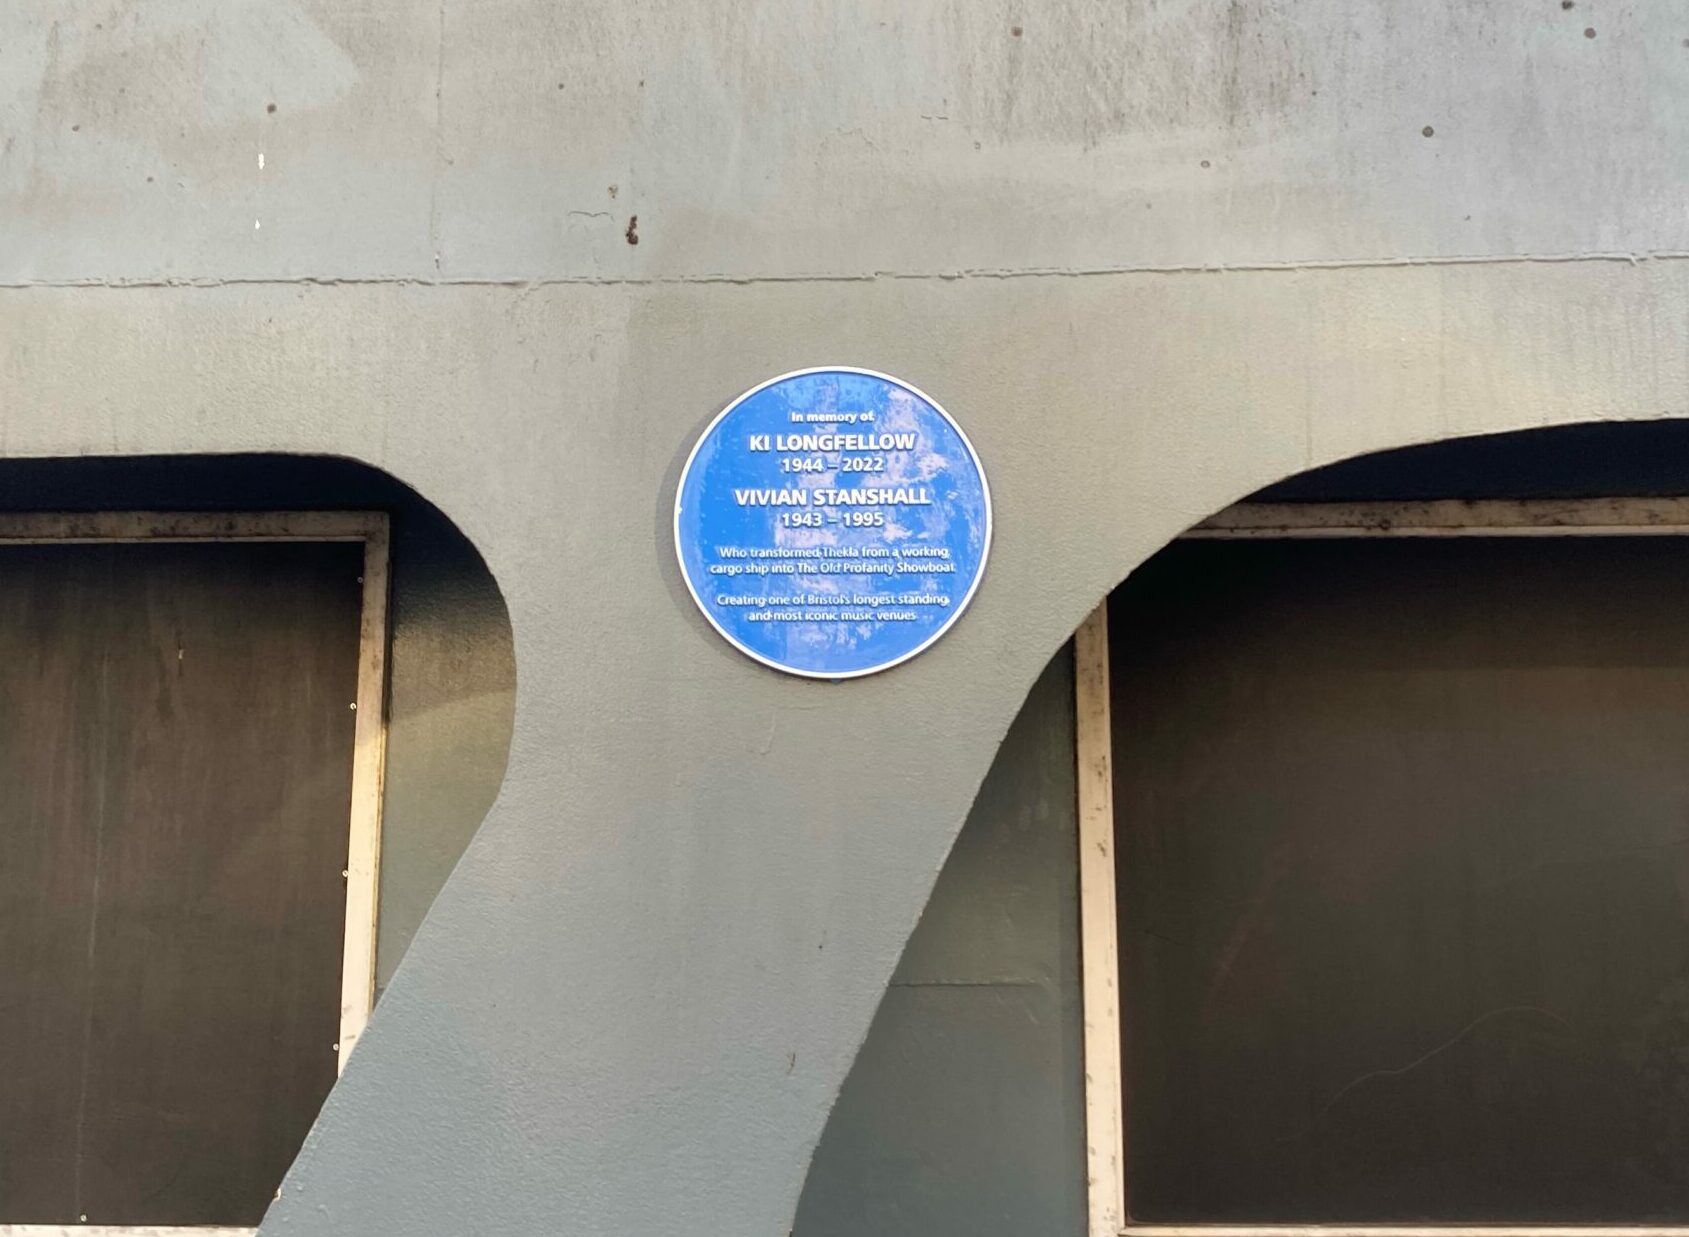 In memory of
KI LONGFELLOW
1944 – 2022
VIVIAN STANSHALL
1943 – 1995
Who transformed Thekla from a working
cargo ship into The Old Profanity Showboat
Creating one of Bristol's longest standing
and most iconic music venues